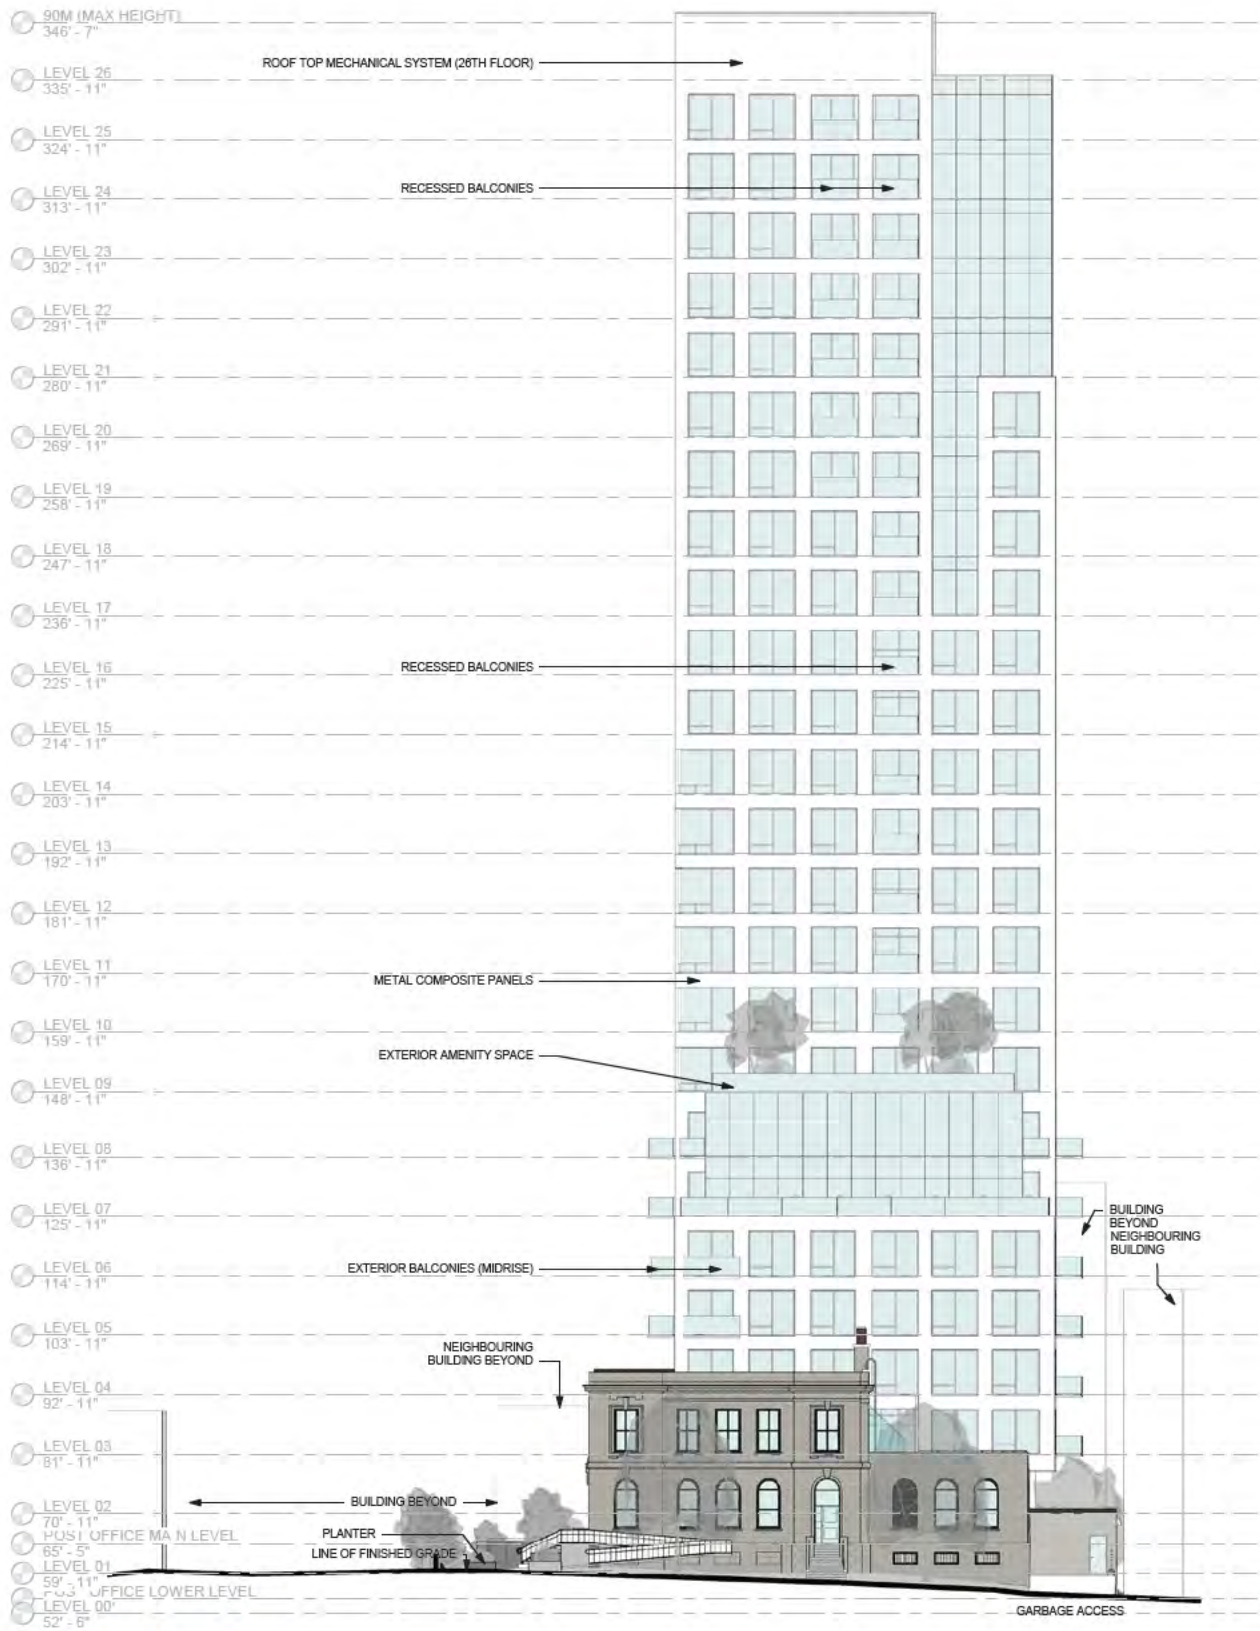 90M (MAX HEIGHT)
346' - 7"
ROOF TOP MECHANICAL SYSTEM (26TH FLOOR)
LEVEL 26
335' - 11"
LEVEL 25
324' - 11"
LEVEL 24
313' - 11"
RECESSED BALCONIES
LEVEL 23
302' - 11"
LEVEL 22
291' - 11"
LEVEL 21
280' - 11"
LEVEL 20
269' - 11"
LEVEL 19
258' - 11"
LEVEL 18
247' - 11"
LEVEL 17
236' - 11"
LEVEL 16
225' - 11"
RECESSED BALCONIES
LEVEL 15
214' - 11"
LEVEL 14
203' - 11"
LEVEL 13
192' - 11"
LEVEL 12
181' - 11"
LEVEL 11
170' - 11"
METAL COMPOSITE PANELS
LEVEL 10
159' - 11"
EXTERIOR AMENITY SPACE
LEVEL 09
148' - 11"
LEVEL 08
136' - 11"
LEVEL 07
125' - 11"
BUILDING
BEYOND
NEIGHBOURING
BUILDING
LEVEL 06
114' - 11"
EXTERIOR BALCONIES (MIDRISE)
LEVEL 05
103' - 11"
NEIGHBOURING
BUILDING BEYOND
LEVEL 04
92' - 11"
LEVEL 03
81' - 11"
LEVEL 02
70' - 11"
BUILDING BEYOND
POST OFFICE MAIN LEVEL
65' - 5"
PLANTER
LINE OF FINISHED GRADE
LEVEL 01
59' - 11"
POST OFFICE LOWER LEVEL
LEVEL 00'
52' - 6"
GARBAGE ACCESS